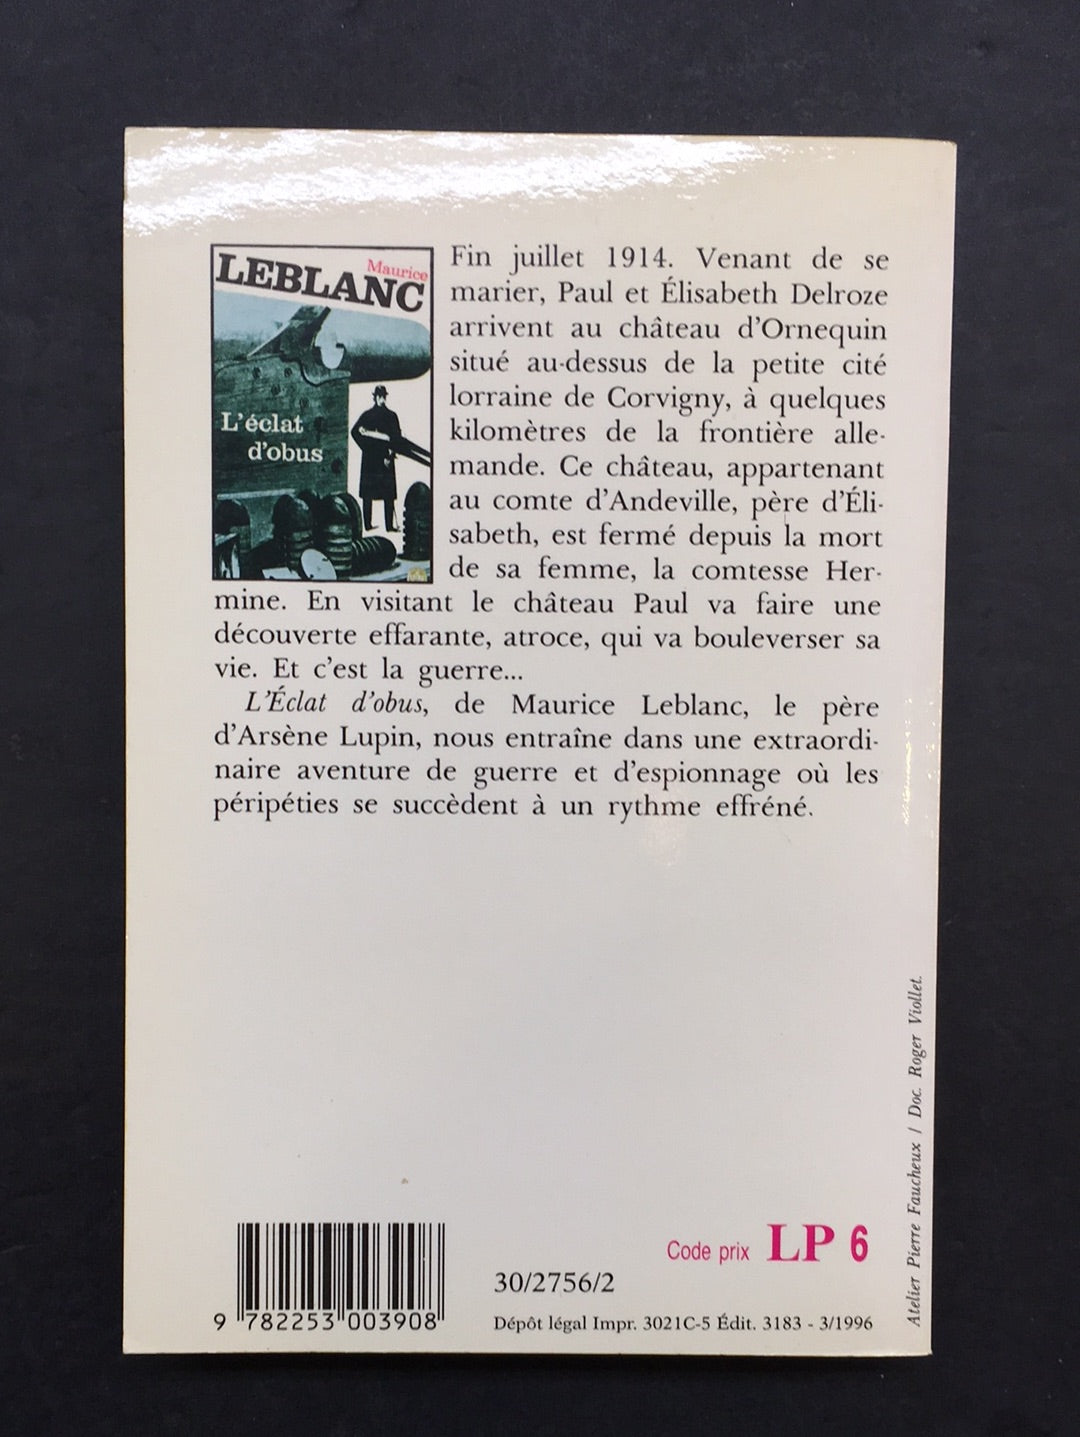 Maurice
LEBLANC
L'éclat
d'obus
Fin juillet 1914. Venant de se
marier, Paul et Élisabeth Delroze
arrivent au château d'Ornequin
situé au-dessus de la petite cité
lorraine de Corvigny, à quelques
kilomètres de la frontière alle-
mande. Ce château, appartenant
au comte d'Andeville, père d'Éli-
sabeth, est fermé depuis la mort
de sa femme, la comtesse Her-
mine. En visitant le château Paul va faire une
découverte effarante, atroce, qui va bouleverser sa
vie. Et c'est la guerre...
L'Éclat d'obus, de Maurice Leblanc, le père
d'Arsène Lupin, nous entraîne dans une extraordi-
naire aventure de guerre et d'espionnage où les
péripéties se succèdent à un rythme effréné.
Atelier Pierre Faucheux / Doc. Roger Viollet.
Code prix LP 6
30/2756/2
9 782253 003908
Dépôt légal Impr. 3021C-5 Édit. 3183 - 3/1996